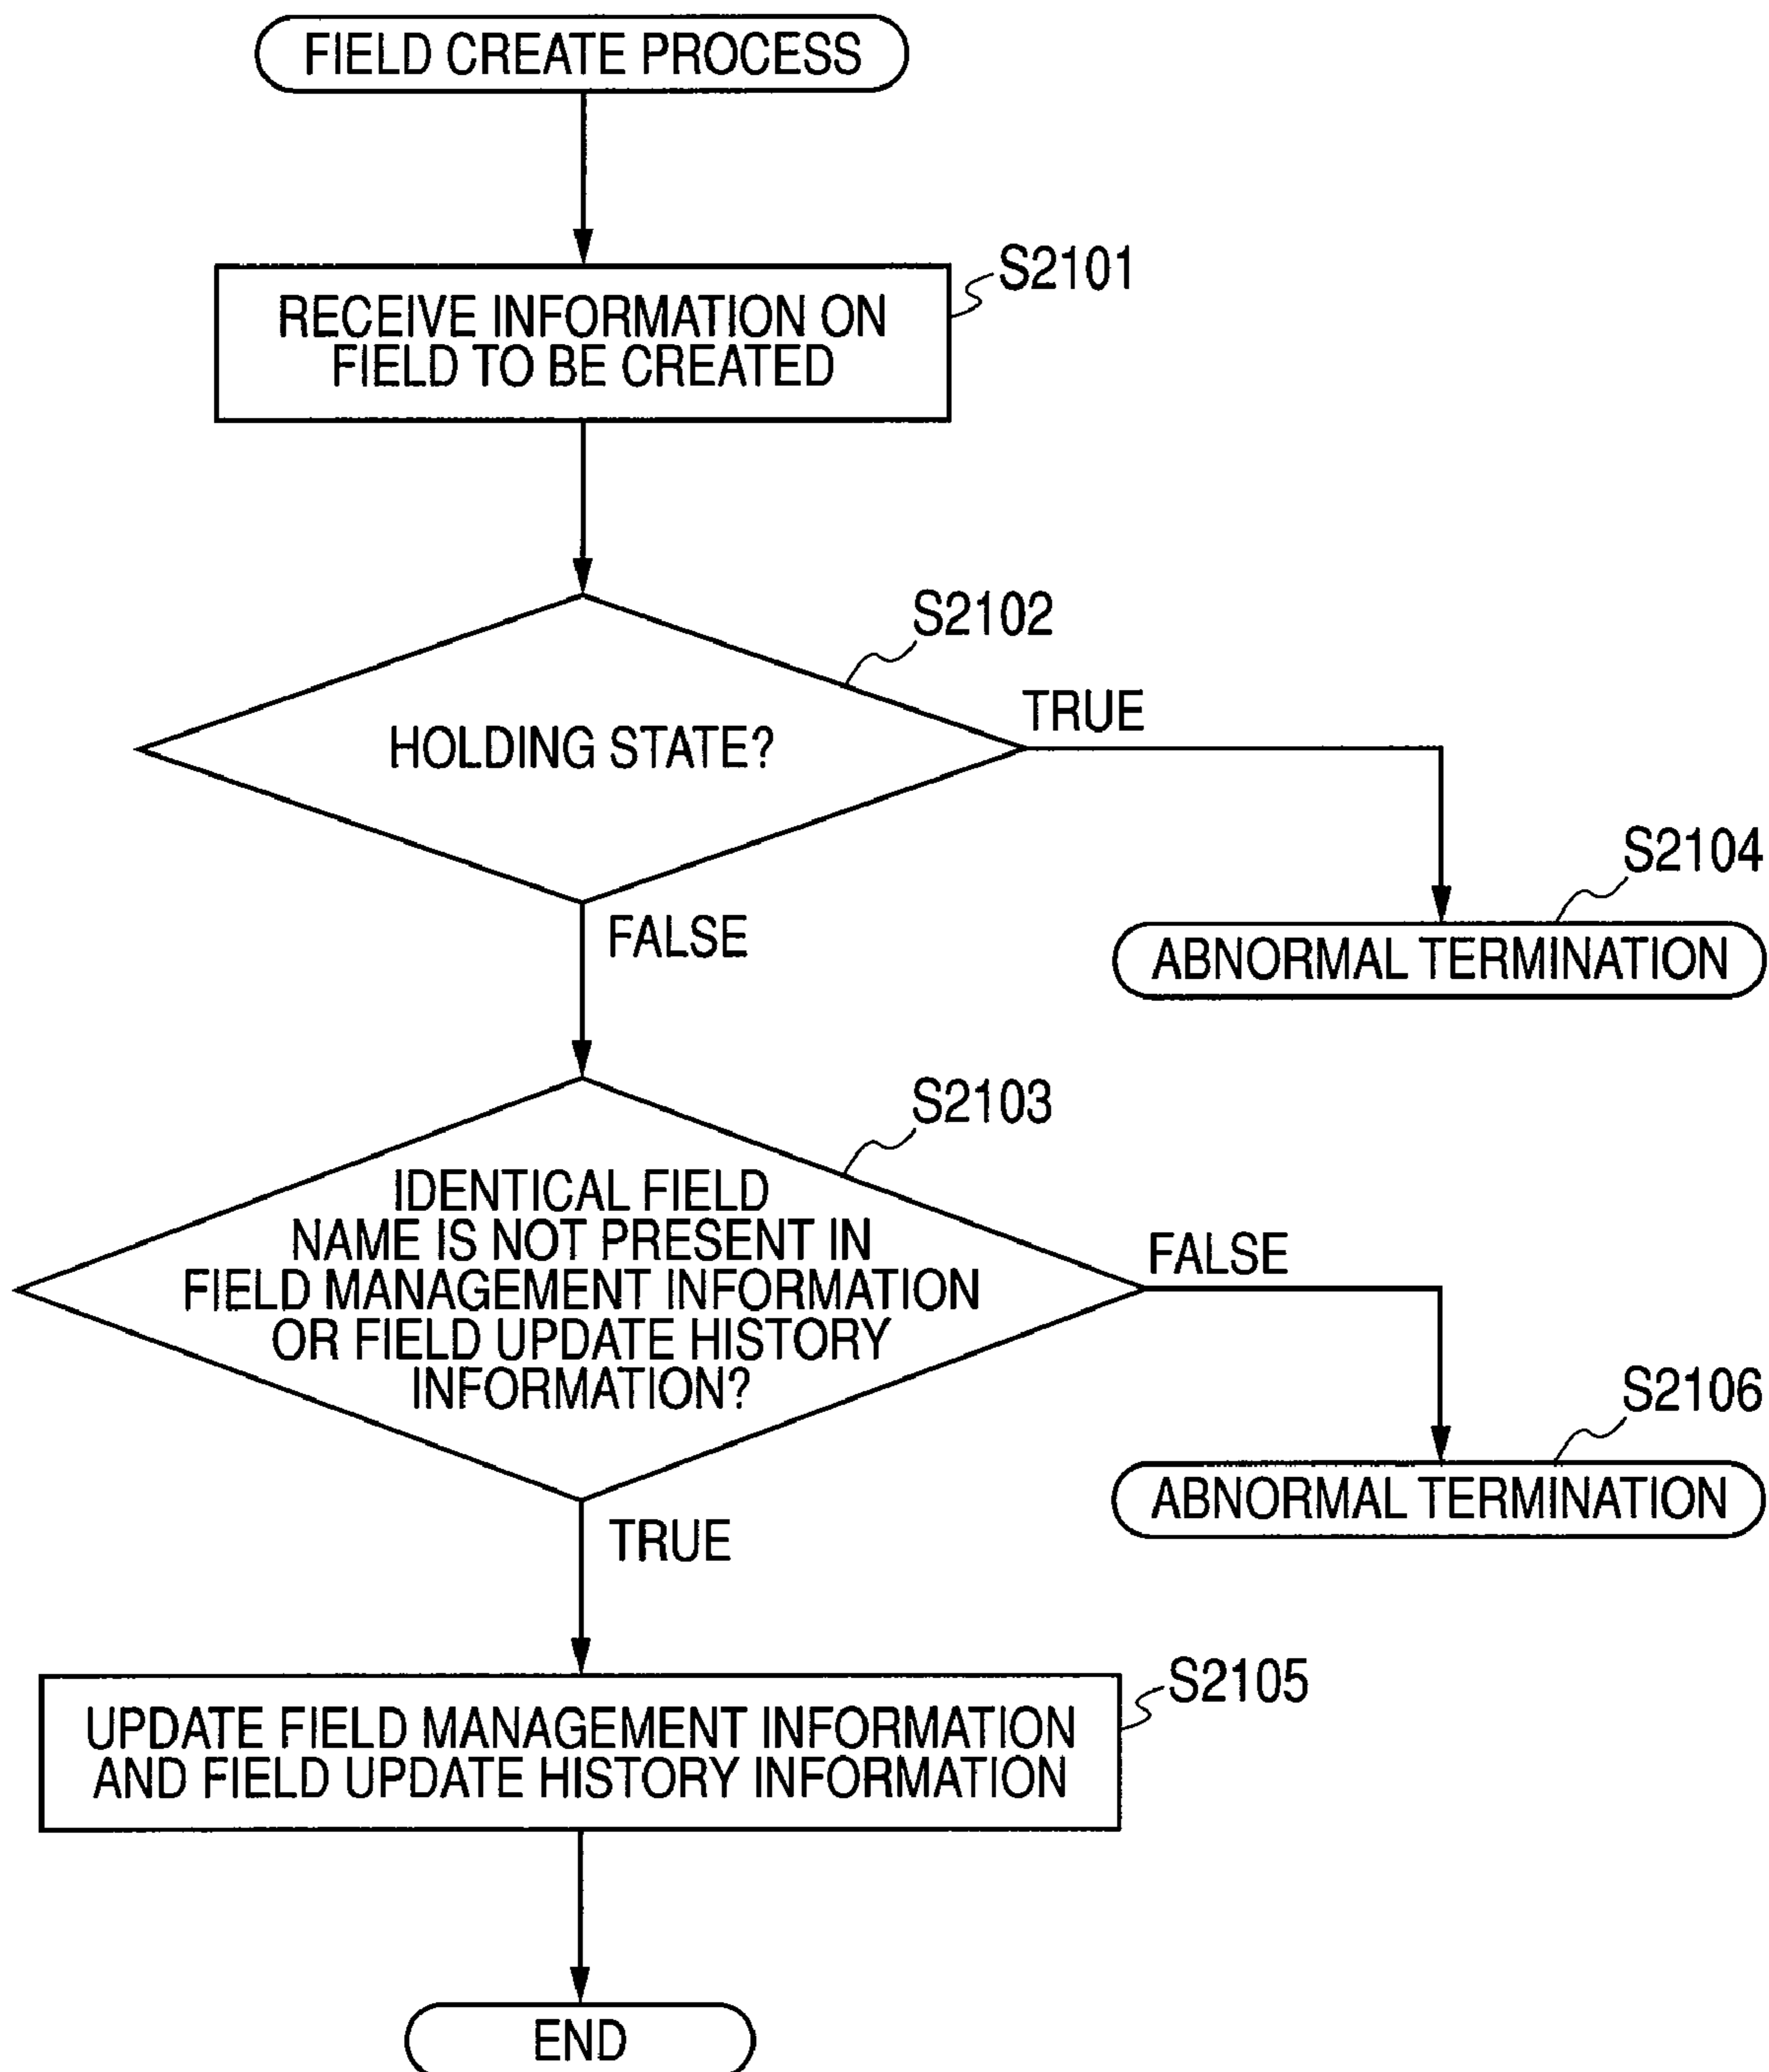 FIELD CREATE PROCESS
S2101
RECEIVE INFORMATION ON
FIELD TO BE CREATED
S2102
HOLDING STATE?
TRUE
S2104
ABNORMAL TERMINATION
FALSE
S2103
IDENTICAL FIELD
NAME IS NOT PRESENT IN
FIELD MANAGEMENT INFORMATION
OR FIELD UPDATE HISTORY
INFORMATION?
FALSE
S2106
ABNORMAL TERMINATION
TRUE
S2105
UPDATE FIELD MANAGEMENT INFORMATION
AND FIELD UPDATE HISTORY INFORMATION
END